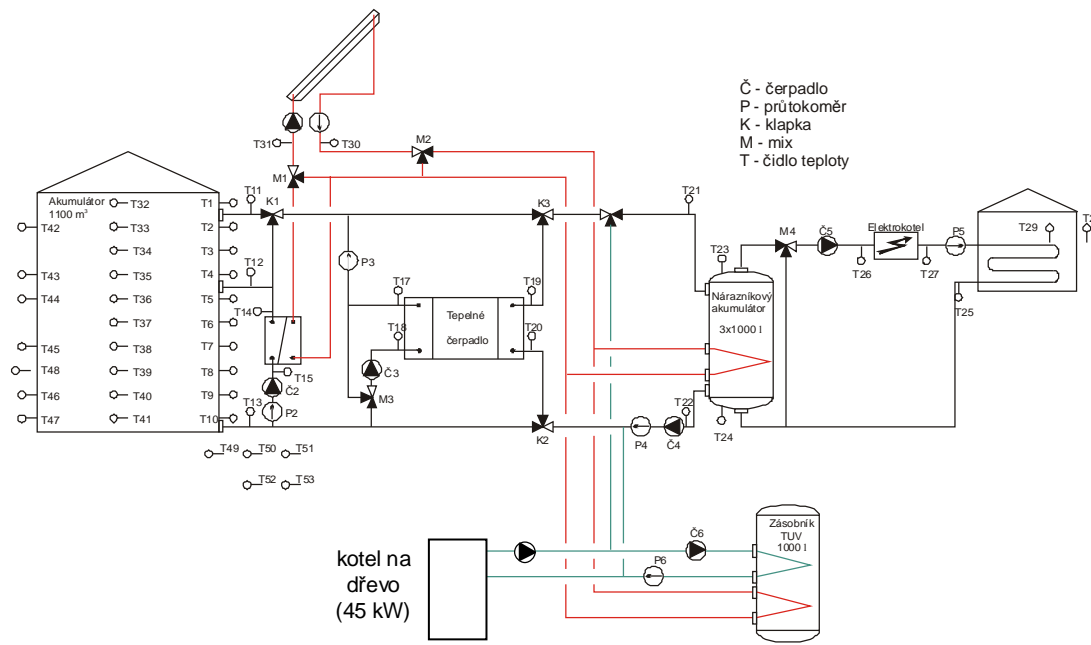 Č - čerpadlo
P - průtokoměr
K - klapka
M - mix
T - čidlo teploty
T31
T30
M2
M1
Akumulátor
1100 m³
T32
T1
T11
K1
K3
T21
T42
T33
T2
T34
T3
P3
T23
M4
Č5
Elektrokotel
P5
T29
T2
T43
T35
T4
T12
T26
T27
T44
T36
T5
T17
T19
T25
T14
T37
T6
T18
Tepelné
čerpadlo
T20
Nárazníkový
akumulátor
3x1000 l
T45
T38
T7
T48
T39
T8
T15
Č3
T46
T40
T9
Č2
M3
T47
T41
T10
T13
P2
K2
P4
Č4
T22
T24
T49
T50
T51
T52
T53
kotel na
dřevo
(45 kW)
Č6
P6
Zásobník
TUV
1000 l